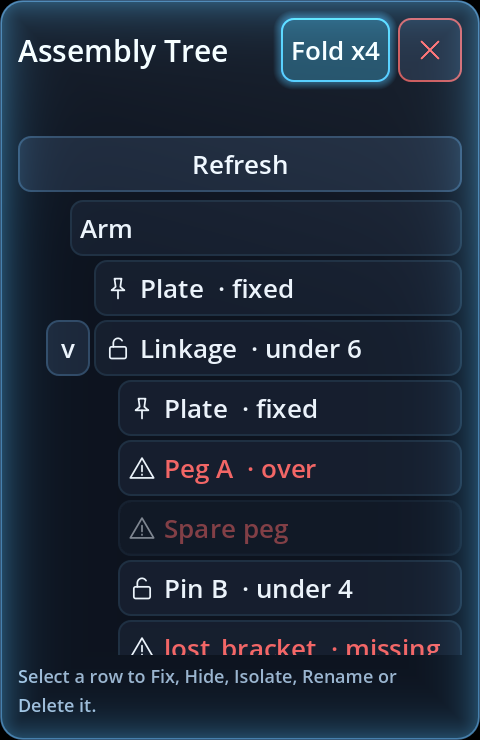 Assembly Tree
Fold x4
Refresh
Arm
Plate · fixed
v
Linkage · under 6
Plate · fixed
Peg A · over
Spare peg
Pin B · under 4
lost_bracket · missing
Select a row to Fix, Hide, Isolate, Rename or
Delete it.